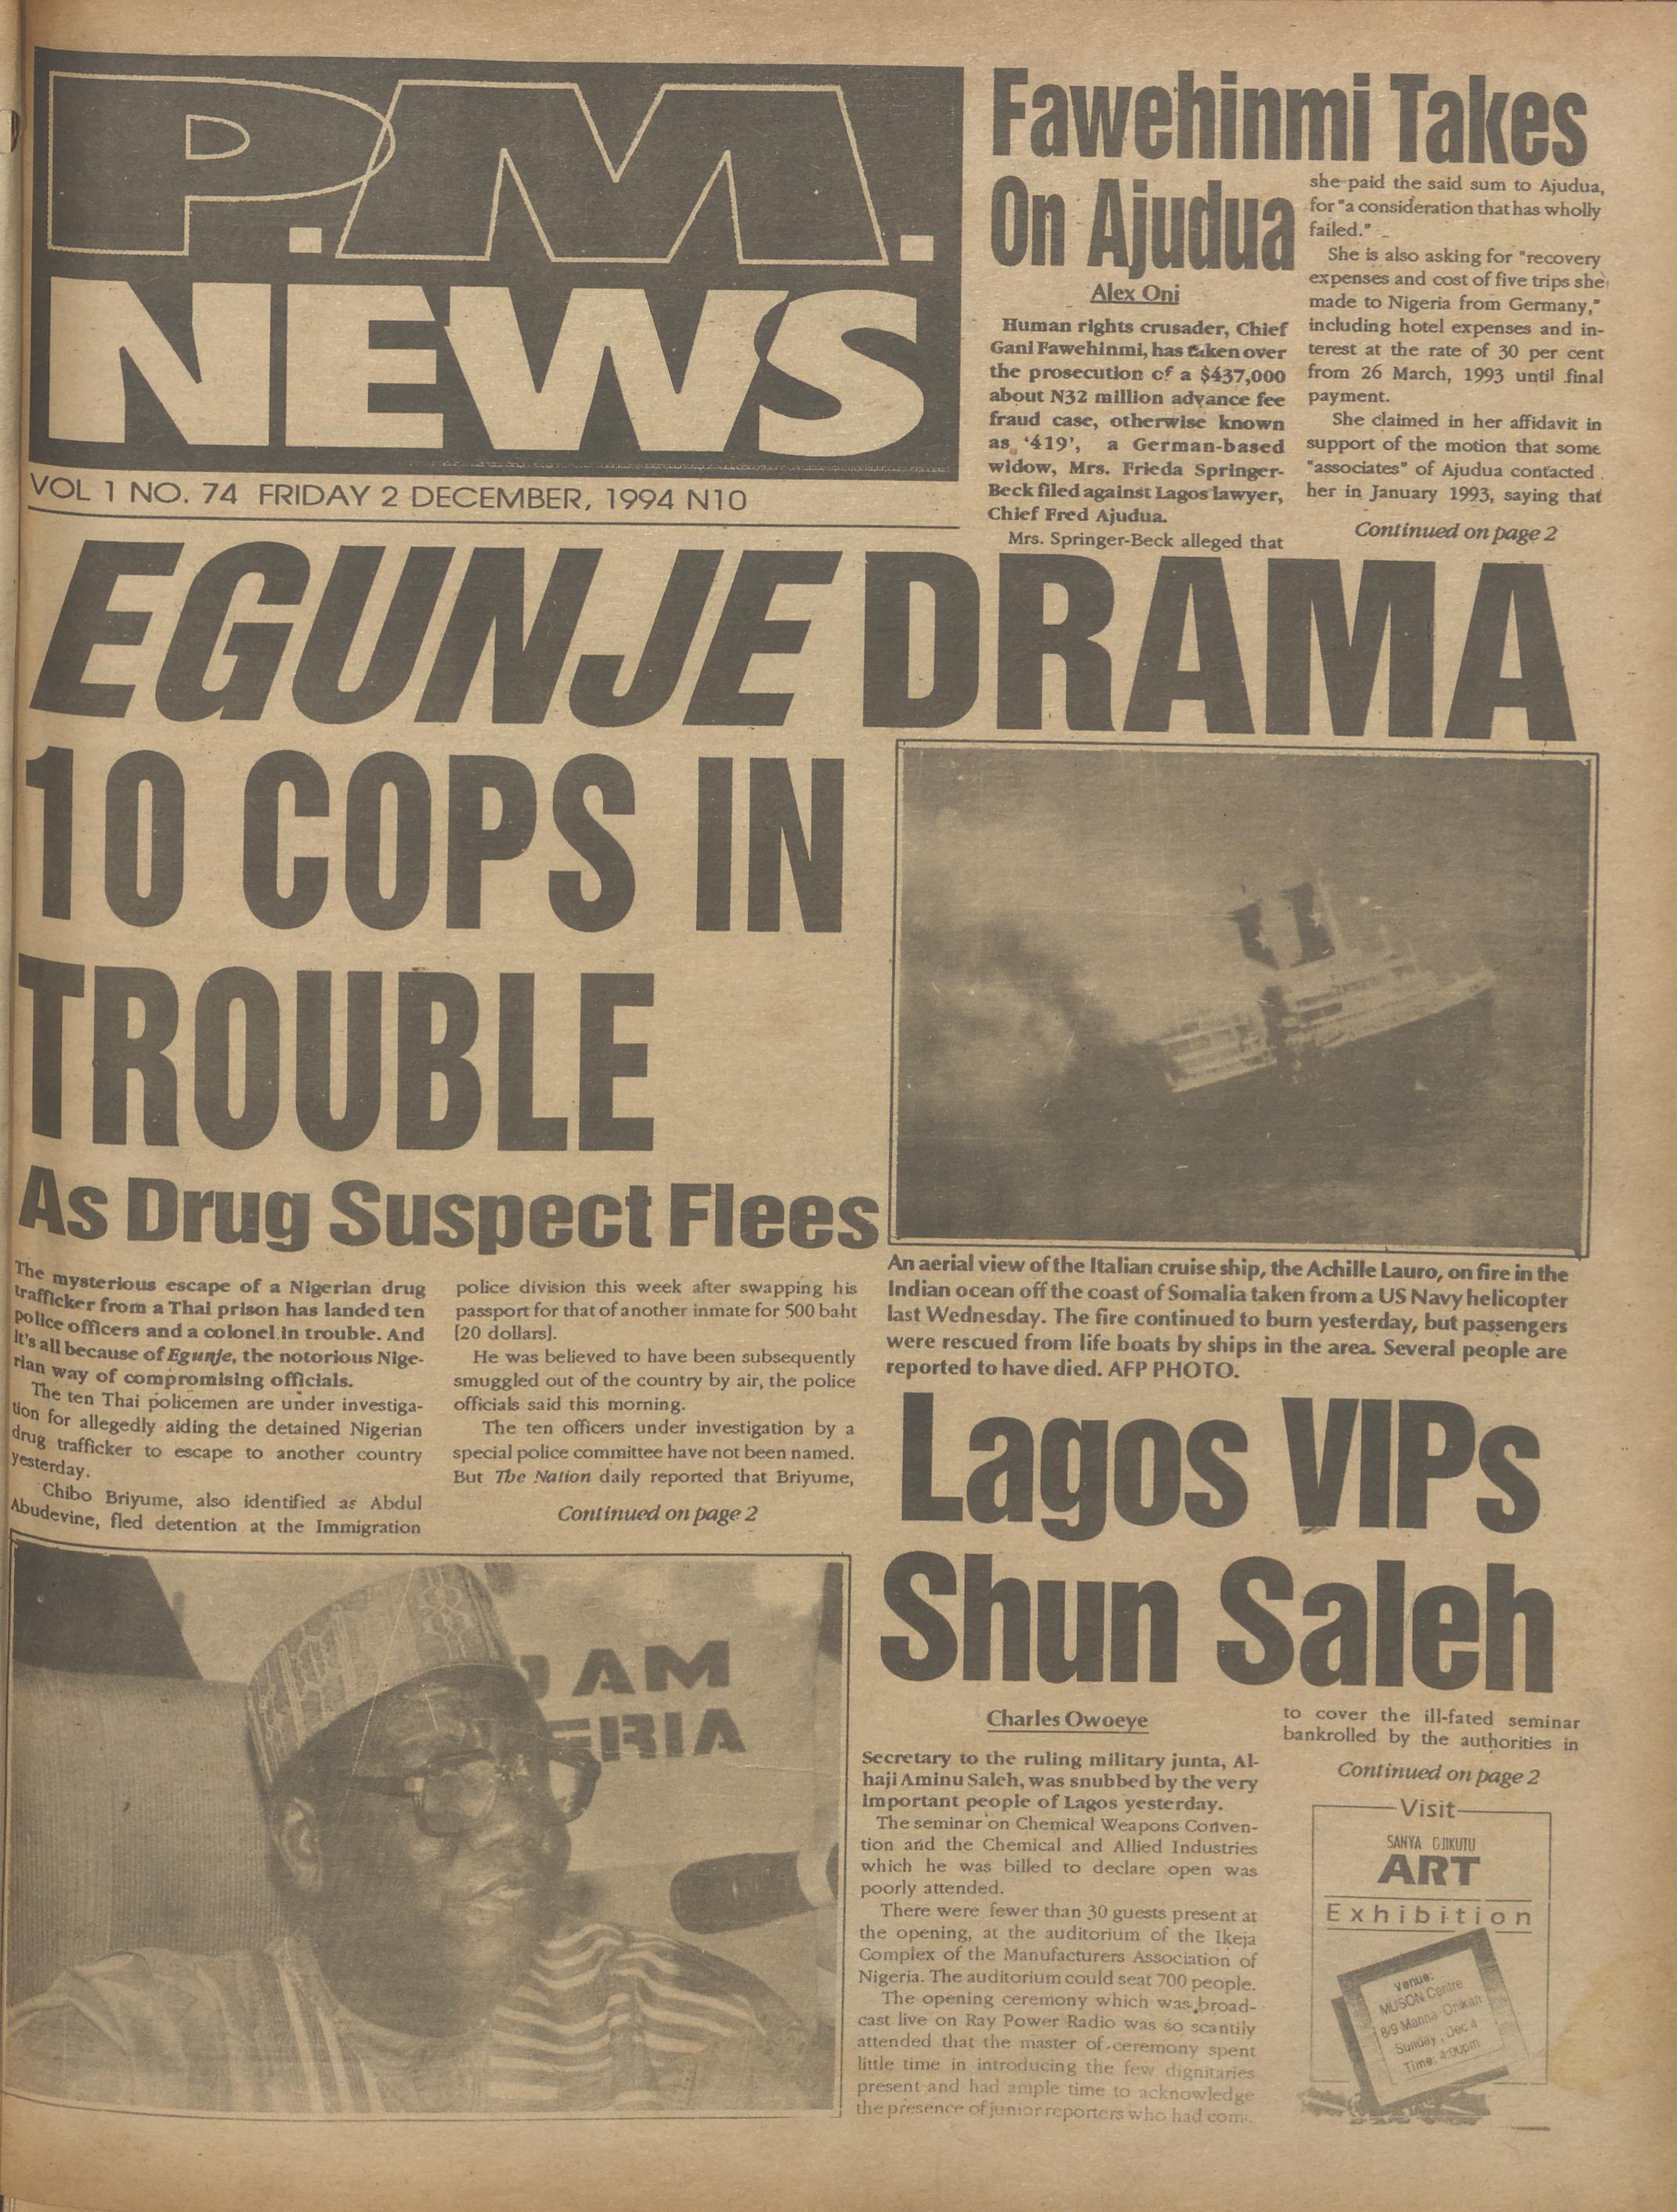 P.M.
NEWS
VOL 1 NO. 74 FRIDAY 2 DECEMBER, 1994 N10
Fawehinmi Takes
On Ajudua
Alex Oni
Human rights crusader, Chief
Gani Fawehinmi, has taken over
the prosecution of a $437,000
about N32 million advance fee
fraud case, otherwise known
as '419', a German-based
widow, Mrs. Frieda Springer-
Beck filed against Lagos lawyer,
Chief Fred Ajudua.
Mrs. Springer-Beck alleged that
she paid the said sum to Ajudua,
for "a consideration that has wholly
failed."
She is also asking for "recovery
expenses and cost of five trips she
made to Nigeria from Germany,"
including hotel expenses and in-
terest at the rate of 30 per cent
from 26 March, 1993 until final
payment.
She claimed in her affidavit in
support of the motion that some
"associates" of Ajudua contacted
her in January 1993, saying that
Continued on page 2
EGUNJE DRAMA
10 COPS IN
TROUBLE
As Drug Suspect Flees
The mysterious escape of a Nigerian drug
trafficker from a Thai prison has landed ten
police officers and a colonel in trouble. And
it's all because of Egunje, the notorious Nige-
rian way of compromising officials.
The ten Thai policemen are under investiga-
tion for allegedly aiding the detained Nigerian
drug trafficker to escape to another country
yesterday.
Chibo Briyume, also identified as Abdul
Abudevine, fled detention at the Immigration
police division this week after swapping his
passport for that of another inmate for 500 baht
[20 dollars].
He was believed to have been subsequently
smuggled out of the country by air, the police
officials said this morning.
The ten officers under investigation by a
special police committee have not been named.
But The Nation daily reported that Briyume,
Continued on page 2
An aerial view of the Italian cruise ship, the Achille Lauro, on fire in the
Indian ocean off the coast of Somalia taken from a US Navy helicopter
last Wednesday. The fire continued to burn yesterday, but passengers
were rescued from life boats by ships in the area. Several people are
reported to have died. AFP PHOTO.
AM
ERIA
Lagos VIPs
Shun Saleh
Charles Owoeye
Secretary to the ruling military junta, Al-
haji Aminu Saleh, was snubbed by the very
important people of Lagos yesterday.
The seminar on Chemical Weapons Conven-
tion and the Chemical and Allied Industries
which he was billed to declare open was
poorly attended.
There were fewer than 30 guests present at
the opening, at the auditorium of the Ikeja
Complex of the Manufacturers Association of
Nigeria. The auditorium could seat 700 people.
The opening ceremony which was broad-
cast live on Ray Power Radio was so scantily
attended that the master of ceremony spent
little time in introducing the few dignitaries
present and had ample time to acknowledge
the presence of junior reporters who had come
to cover the ill-fated seminar
bankrolled by the authorities in
Continued on page 2
Visit
SANYA OJIKUTU
ART
Exhibition
Venue:
MUSON Centre
8/9 Marina Onikan
Sunday, Dec 4
Time: 4:00pm